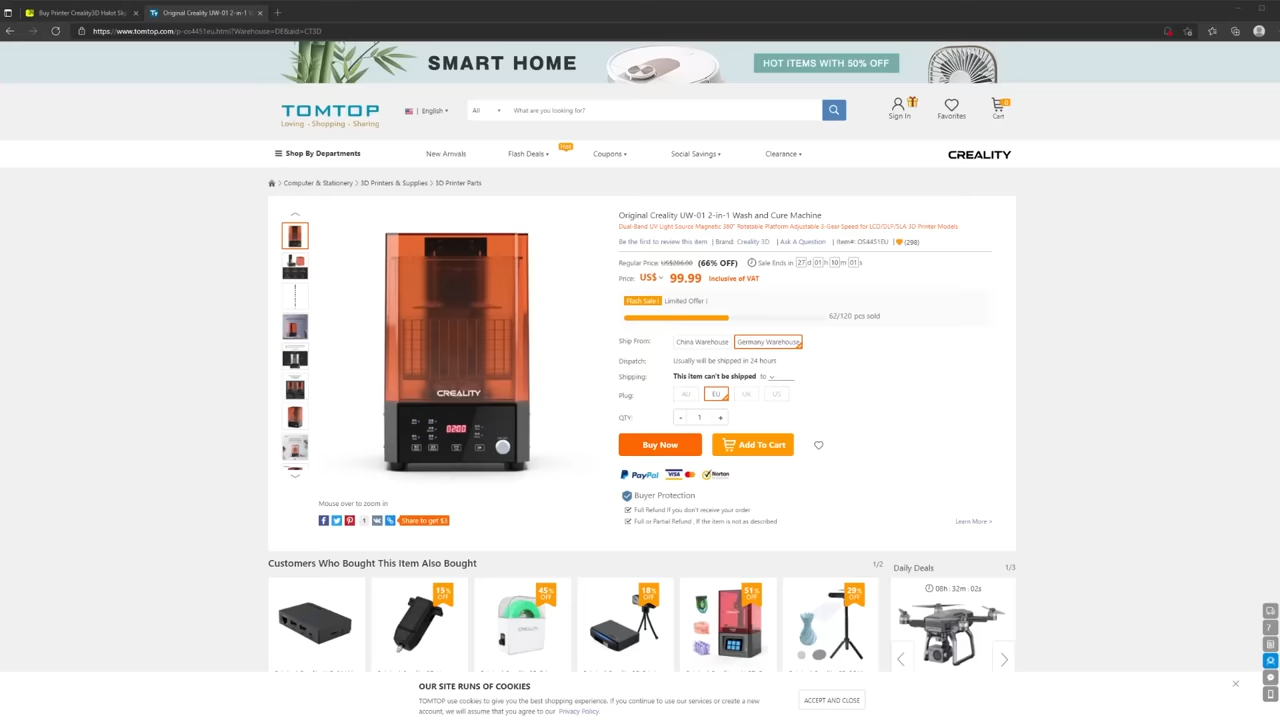 Buy Printer Creality3D Halot Sky
Original Creality UW-01 2-in-1 W
https://www.tomtop.com/p-os4451eu.html?Warehouse=DE&aid=CT3D
SMART HOME
HOT ITEMS WITH 50% OFF
TOMTOP
Loving - Shopping - Sharing
English
All
What are you looking for?
Sign In
Favorites
0
Cart
Shop By Departments
New Arrivals
Flash Deals
Hot
Coupons
Social Savings
Clearance
CREALITY
Computer & Stationery > 3D Printers & Supplies > 3D Printer Parts
Original Creality UW-01 2-in-1 Wash and Cure Machine
Dual-Band UV Light Source Magnetic 380° Rotatable Platform Adjustable 3-Gear Speed for LCD/DLP/SLA 3D Printer Models
Be the first to review this item | Brand: Creality 3D | Ask A Question | Item#: OS4451EU (298)
Regular Price: US$286.00 (66% OFF) Sale Ends in 27d 01h 10m 01s
Price: US$ 99.99 Inclusive of VAT
Flash Sale Limited Offer
62/120 pcs sold
Ship From: China Warehouse Germany Warehouse
Dispatch: Usually will be shipped in 24 hours
Shipping: This item can't be shipped to
Plug: AU EU UK US
QTY: - 1 +
Buy Now
Add To Cart
PayPal VISA Norton
Buyer Protection
Full Refund if you don't receive your order
Full or Partial Refund , If the item is not as described
Learn More >
CREALITY
0200
Mouse over to zoom in
1
Share to get $3
Customers Who Bought This Item Also Bought
1/2
Daily Deals
1/3
15% OFF
45% OFF
18% OFF
51% OFF
29% OFF
CREALITY
08h : 32m : 02s
OUR SITE RUNS OF COOKIES
TOMTOP use cookies to give you the best shopping experience. If you continue to use our services or create a new
account, we will assume that you agree to our Privacy Policy.
ACCEPT AND CLOSE